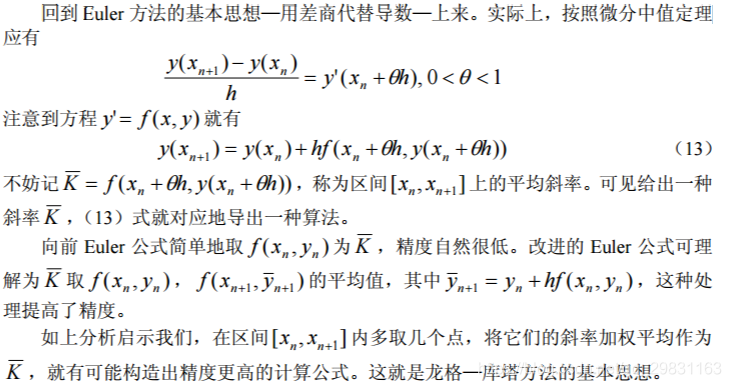 回到 Euler 方法的基本思想—用差商代替导数—上来。实际上，按照微分中值定理
应有
\frac{y(x_{n+1}) - y(x_n)}{h} = y'(x_n + θh), 0 < θ < 1
注意到方程 y' = f(x, y) 就有
y(x_{n+1}) = y(x_n) + hf(x_n + θh, y(x_n + θh)) （13）
不妨记 \overline{K} = f(x_n + θh, y(x_n + θh))，称为区间[x_n, x_{n+1}]上的平均斜率。可见给出一种
斜率 \overline{K}，（13）式就对应地导出一种算法。
向前 Euler 公式简单地取 f(x_n, y_n) 为 \overline{K}，精度自然很低。改进的 Euler 公式可理
解为 \overline{K} 取 f(x_n, y_n)，f(x_{n+1}, \overline{y}_{n+1}) 的平均值，其中 \overline{y}_{n+1} = y_n + hf(x_n, y_n)，这种处
理提高了精度。
如上分析启示我们，在区间[x_n, x_{n+1}]内多取几个点，将它们的斜率加权平均作为
\overline{K}，就有可能构造出精度更高的计算公式。这就是龙格—库塔方法的基本思想。